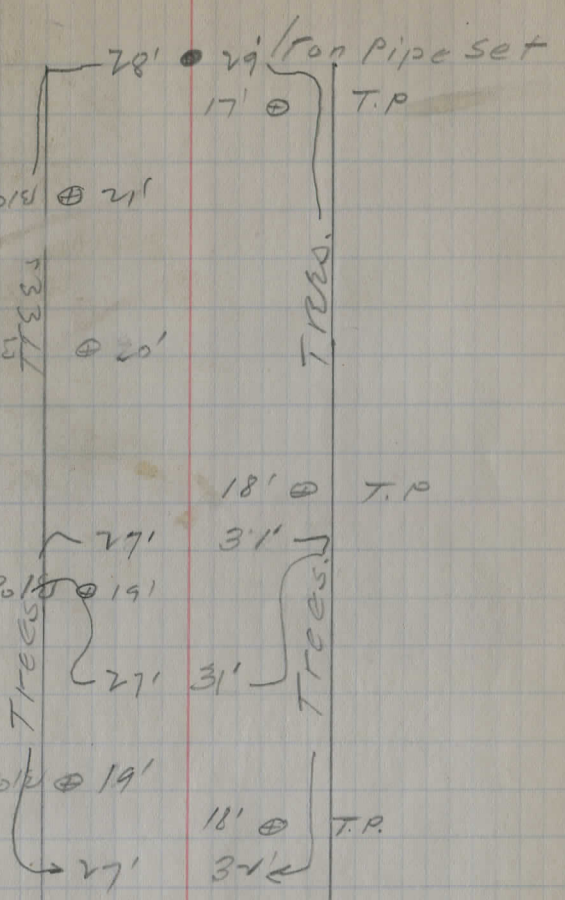 28' 29' Iron Pipe Set
17' T.P
21'
Trees
Trees.
20'
18' T.P
27' 31'
19'
Trees
Trees.
27' 31'
19'
18' T.P.
27' 32'